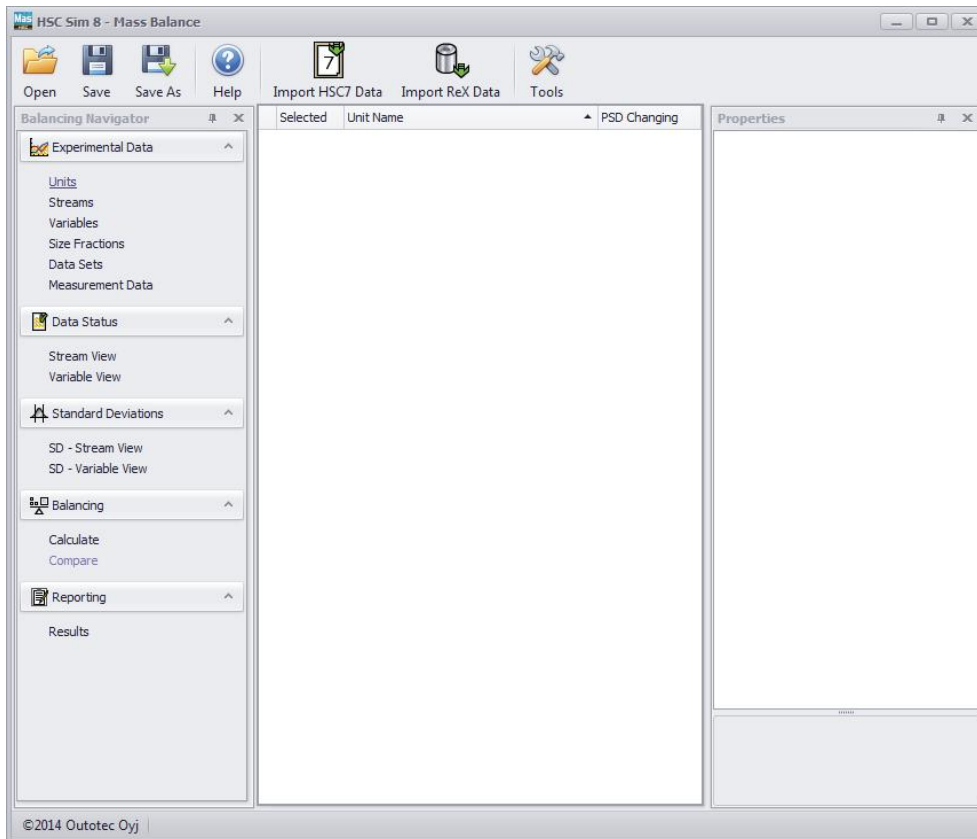 Mas
HSC Sim 8 - Mass Balance
Open Save Save As Help Import HSC7 Data Import ReX Data Tools
7
Balancing Navigator
Experimental Data
Units
Streams
Variables
Size Fractions
Data Sets
Measurement Data
Data Status
Stream View
Variable View
Standard Deviations
SD - Stream View
SD - Variable View
Balancing
Calculate
Compare
Reporting
Results
Selected Unit Name PSD Changing
Properties
©2014 Outotec Oyj